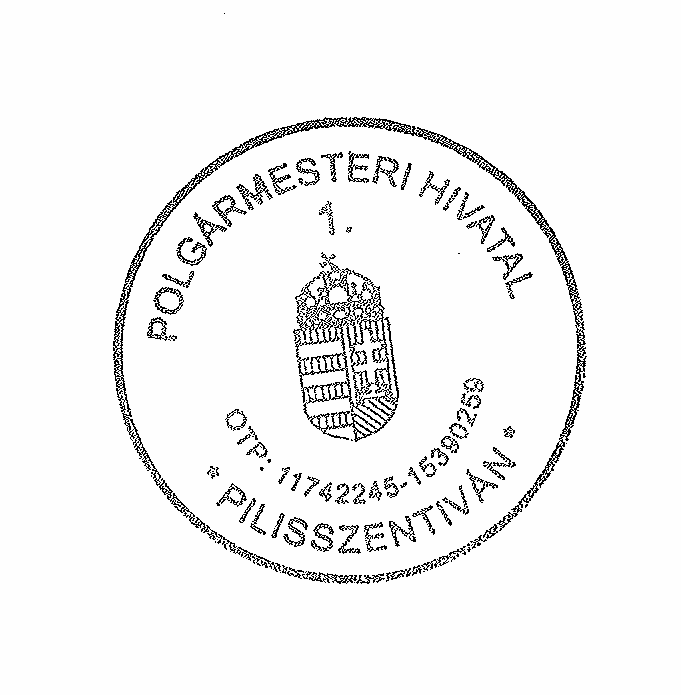 POLGÁRMESTERI HIVATAL
1.
OTP: 11742245-15390259
* PILISSZENTIVÁN *